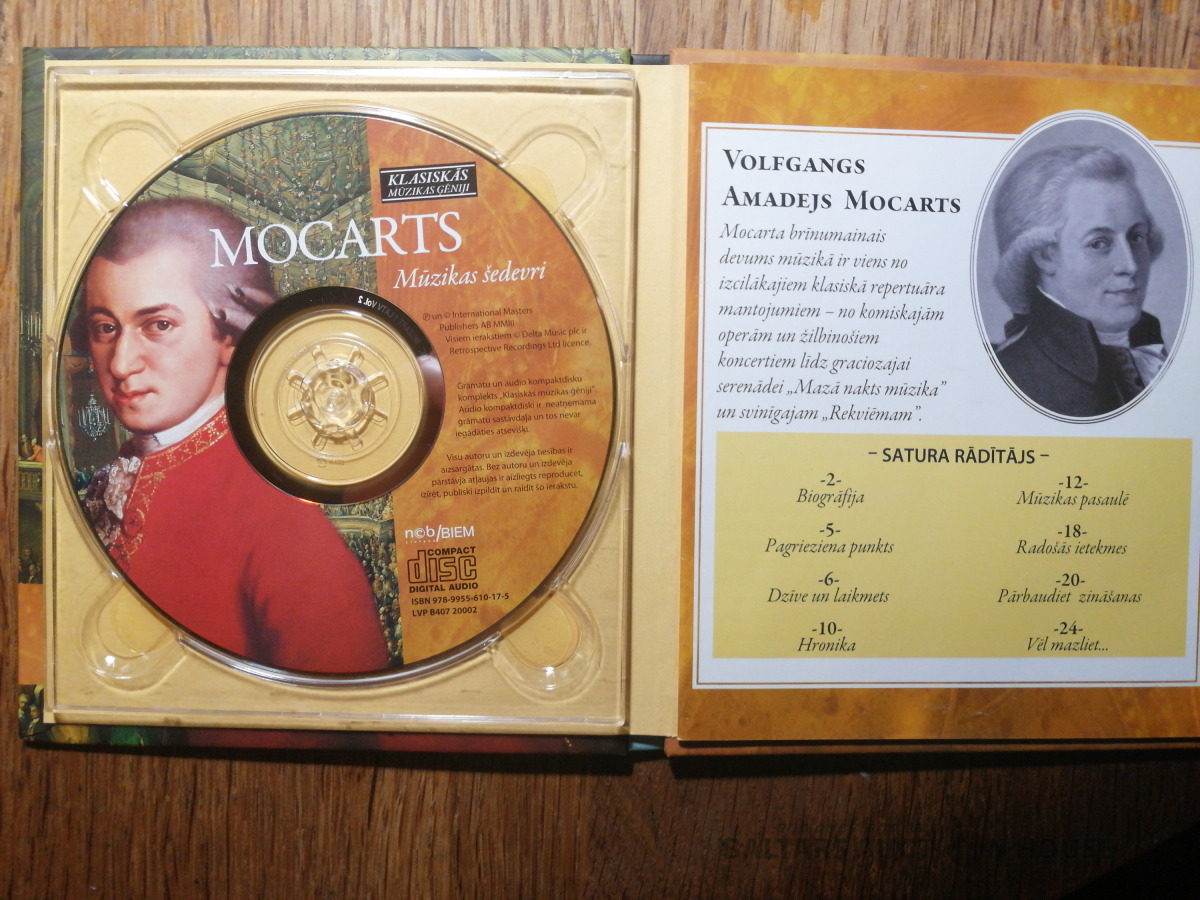 KLASISKĀS
MŪZIKAS ĢĒNIJI
MOCARTS
Mūzikas šedevri
℗ un © International Masters
Publishers AB MMIII
Visiem ierakstiem © Delta Music plc ir
Retrospective Recordings Ltd licence.
Grāmatu un audio kompaktdisku
komplekts „Klasiskās mūzikas ģēniji”.
Audio kompaktdiski ir neatņemama
grāmatu sastāvdaļa un tos nevar
iegādāties atsevišķi.
Visu autoru un izdevēja tiesības ir
aizsargātas. Bez autoru un izdevēja
pārstāvja atļaujas ir aizliegts reproducēt,
izīrēt, publiski izpildīt un raidīt šo ierakstu.
n©b/BIEM
COMPACT
disc
DIGITAL AUDIO
ISBN 978-9955-610-17-5
LVP B407 20002
VOLFGANGS
AMADEJS MOCARTS
Mocarta brīnumainais
devums mūzikā ir viens no
izcilākajiem klasiskā repertuāra
mantojumiem – no komiskajām
operām un žilbinošiem
koncertiem līdz graciozajai
serenādei „Mazā nakts mūzika”
un svinīgajam „Rekviēmam”.
– SATURA RĀDĪTĀJS –
-2-
Biogrāfija
-5-
Pagrieziena punkts
-6-
Dzīve un laikmets
-10-
Hronika
-12-
Mūzikas pasaulē
-18-
Radošās ietekmes
-20-
Pārbaudiet zināšanas
-24-
Vēl mazliet...